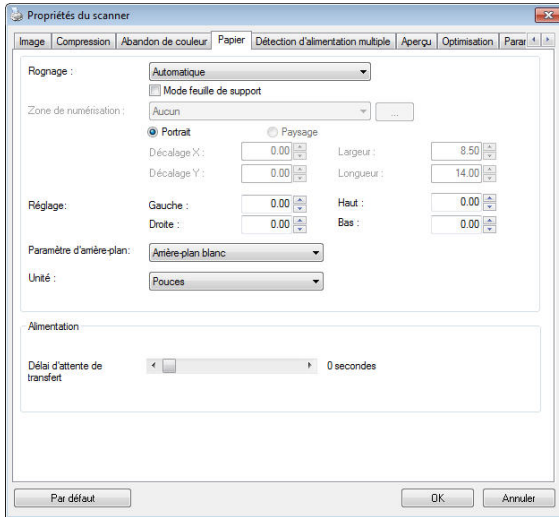 Propriétés du scanner
Image Compression Abandon de couleur Papier Détection d'alimentation multiple Aperçu Optimisation Parar
Rognage : Automatique
Mode feuille de support
Zone de numérisation : Aucun ...
Portrait Paysage
Décalage X : 0.00 Largeur : 8.50
Décalage Y : 0.00 Longueur : 14.00
Réglage: Gauche : 0.00 Haut : 0.00
Droite : 0.00 Bas : 0.00
Paramètre d'arrière-plan: Arrière-plan blanc
Unité : Pouces
Alimentation
Délai d'attente de 0 secondes
transfert
Par défaut OK Annuler